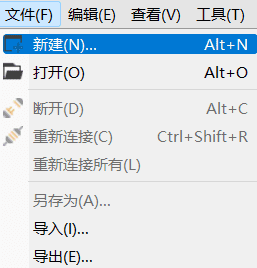 文件(F) 编辑(E) 查看(V) 工具(T)
新建(N)... Alt+N
打开(O) Alt+O
断开(D) Alt+C
重新连接(C) Ctrl+Shift+R
重新连接所有(L)
另存为(A)...
导入(I)...
导出(E)...